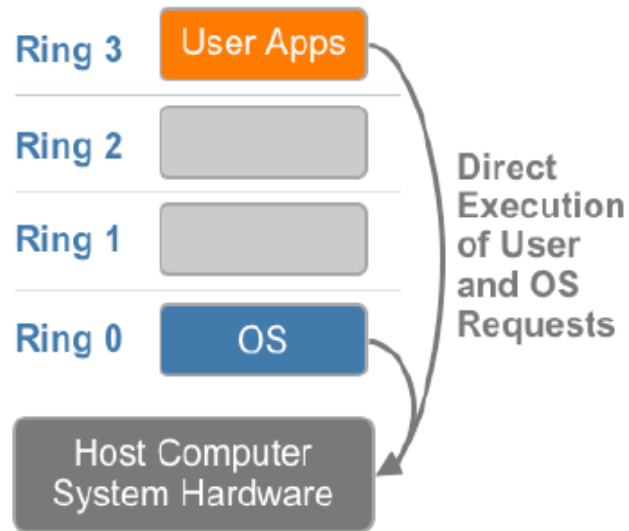 Ring 3
User Apps
Ring 2
Ring 1
Ring 0
OS
Direct
Execution
of User
and OS
Requests
Host Computer
System Hardware